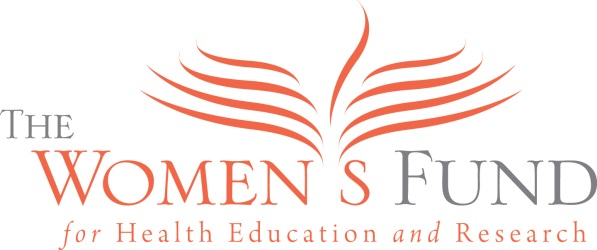 THE
WOMEN'S FUND
for Health Education and Research